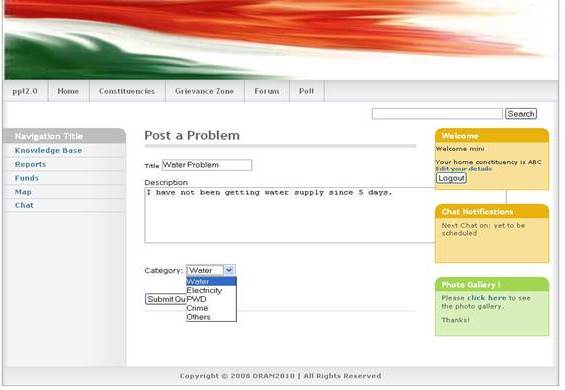 ppt2.0 Home Constituencies Grievance Zone Forum Poll
Search
Navigation Title
Knowledge Base
Reports
Funds
Map
Chat
Post a Problem
Title Water Problem
Description
I have not been getting water supply since 5 days.
Category: Water
Water
Electricity
PWD
Crime
Others
Submit Qu
Welcome
Welcome mini
Your home constituency is ABC
Edit your details
Logout
Chat Notifications
Next Chat on: yet to be
scheduled
Photo Gallery !
Please click here to see
the photo gallery.
Thanks!
Copyright © 2008 DRAM2010 | All Rights Reserved